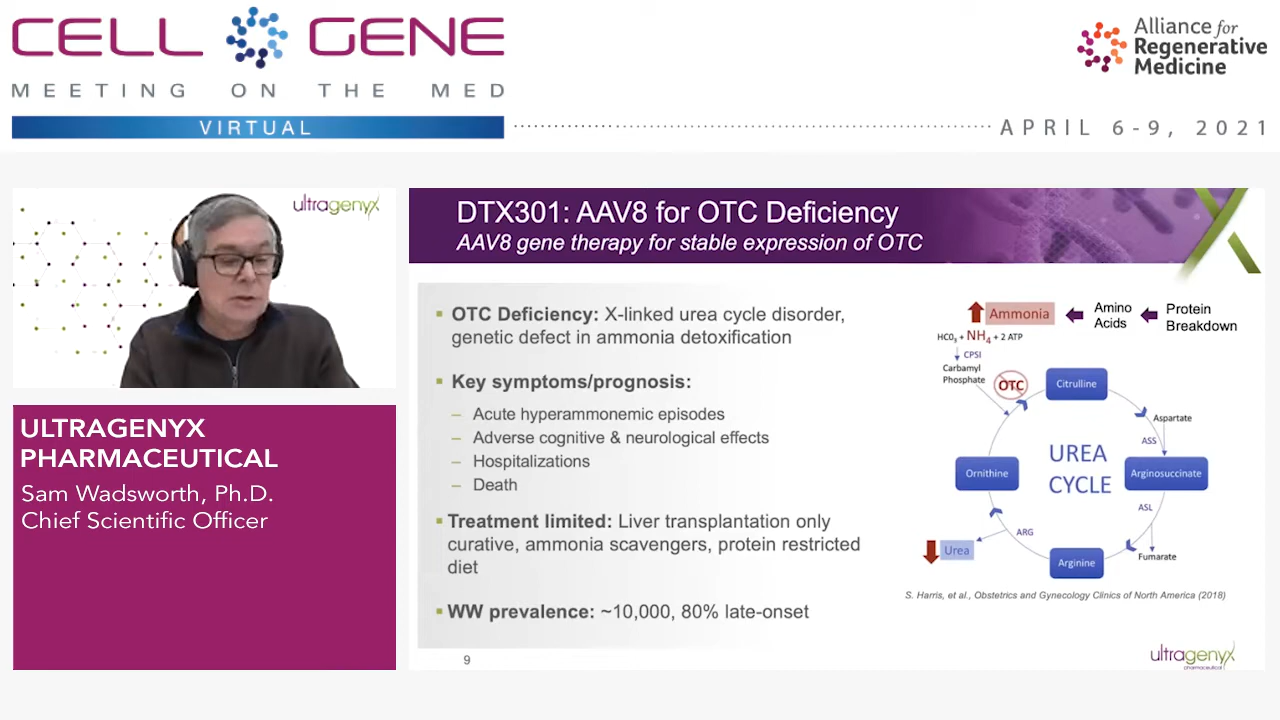 CELL GENE
MEETING ON THE MED
VIRTUAL
Alliance for
Regenerative
Medicine
APRIL 6-9, 2021
ultragenyx
ULTRAGENYX
PHARMACEUTICAL
Sam Wadsworth, Ph.D.
Chief Scientific Officer
DTX301: AAV8 for OTC Deficiency
AAV8 gene therapy for stable expression of OTC
▪ OTC Deficiency: X-linked urea cycle disorder,
genetic defect in ammonia detoxification
▪ Key symptoms/prognosis:
– Acute hyperammonemic episodes
– Adverse cognitive & neurological effects
– Hospitalizations
– Death
▪ Treatment limited: Liver transplantation only
curative, ammonia scavengers, protein restricted
diet
▪ WW prevalence: ~10,000, 80% late-onset
Ammonia
Amino
Acids
Protein
Breakdown
HCO₃ + NH₄ + 2 ATP
CPSI
Carbamyl
Phosphate
OTC
Citrulline
Aspartate
ASS
UREA
CYCLE
Ornithine
Arginosuccinate
ASL
ARG
Urea
Fumarate
Arginine
S. Harris, et al., Obstetrics and Gynecology Clinics of North America (2018)
9
ultragenyx
pharmaceutical